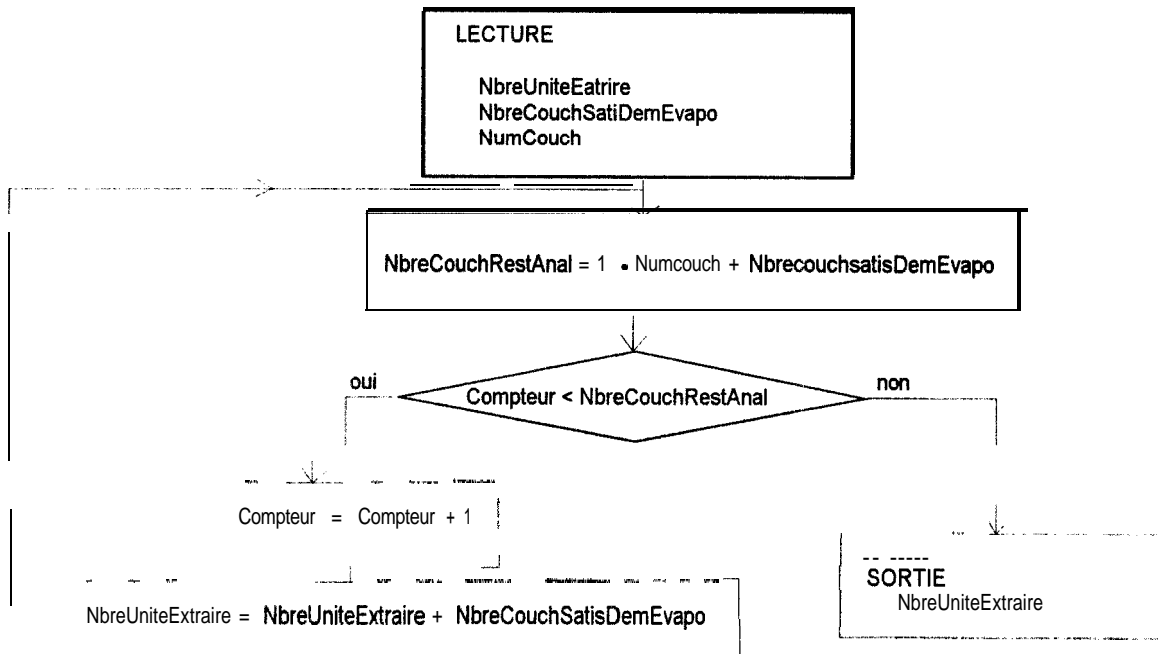 LECTURE
NbreUniteEatrire
NbreCouchSatiDemEvapo
NumCouch
NbreCouchRestAnal = 1 • Numcouch + NbrecouchsatisDemEvapo
oui
Compteur < NbreCouchRestAnal
non
Compteur = Compteur + 1
SORTIE
NbreUniteExtraire
NbreUniteExtraire = NbreUniteExtraire + NbreCouchSatisDemEvapo